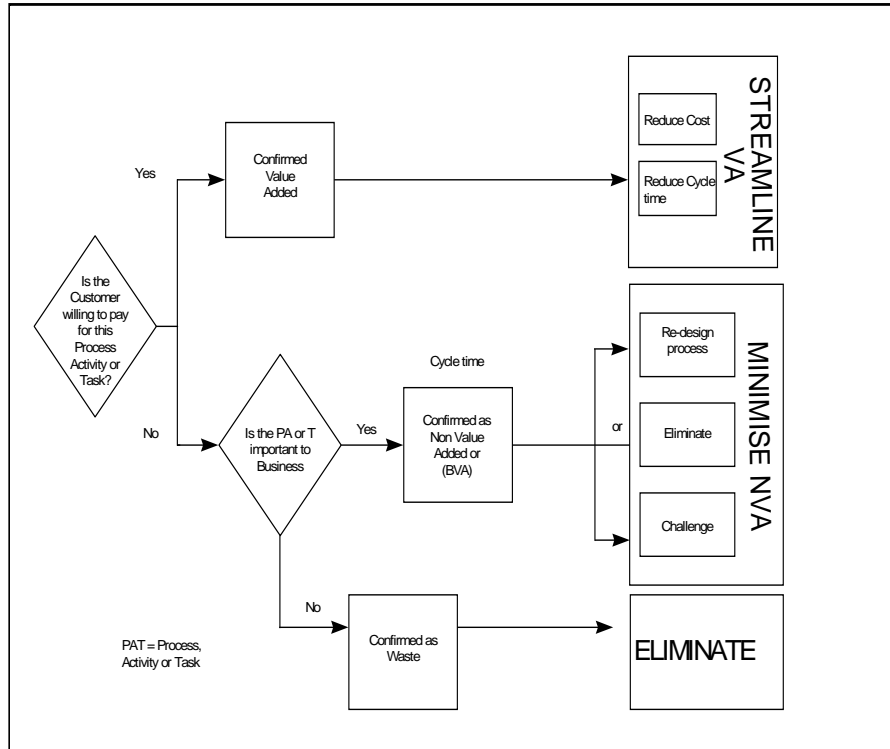 Is the
Customer
willing to pay
for this
Process
Activity or
Task?
Yes
Confirmed
Value
Added
Reduce Cost
Reduce Cycle
time
STREAMLINE
VA
No
Is the PA or T
important to
Business
Yes
Cycle time
Confirmed as
Non Value
Added or
(BVA)
or
Re-design
process
Eliminate
Challenge
MINIMISE NVA
No
Confirmed as
Waste
ELIMINATE
PAT = Process,
Activity or Task